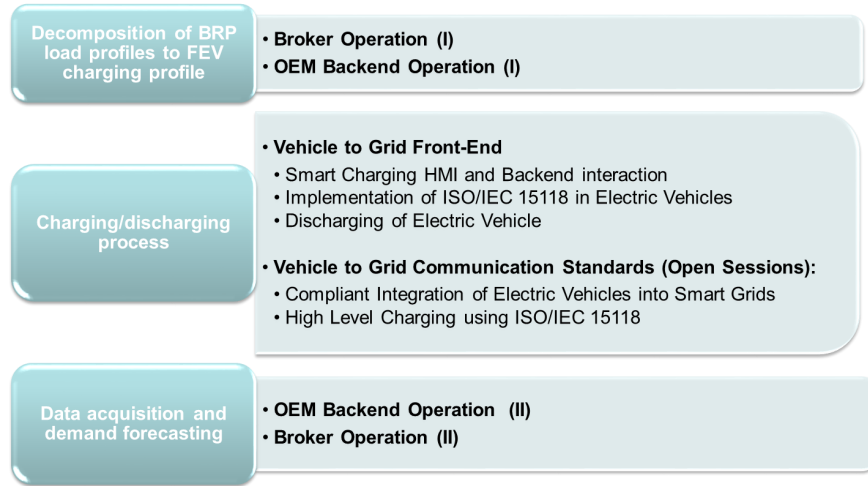 Decomposition of BRP
load profiles to FEV
charging profile
• Broker Operation (I)
• OEM Backend Operation (I)
Charging/discharging
process
• Vehicle to Grid Front-End
• Smart Charging HMI and Backend interaction
• Implementation of ISO/IEC 15118 in Electric Vehicles
• Discharging of Electric Vehicle
• Vehicle to Grid Communication Standards (Open Sessions):
• Compliant Integration of Electric Vehicles into Smart Grids
• High Level Charging using ISO/IEC 15118
Data acquisition and
demand forecasting
• OEM Backend Operation (II)
• Broker Operation (II)